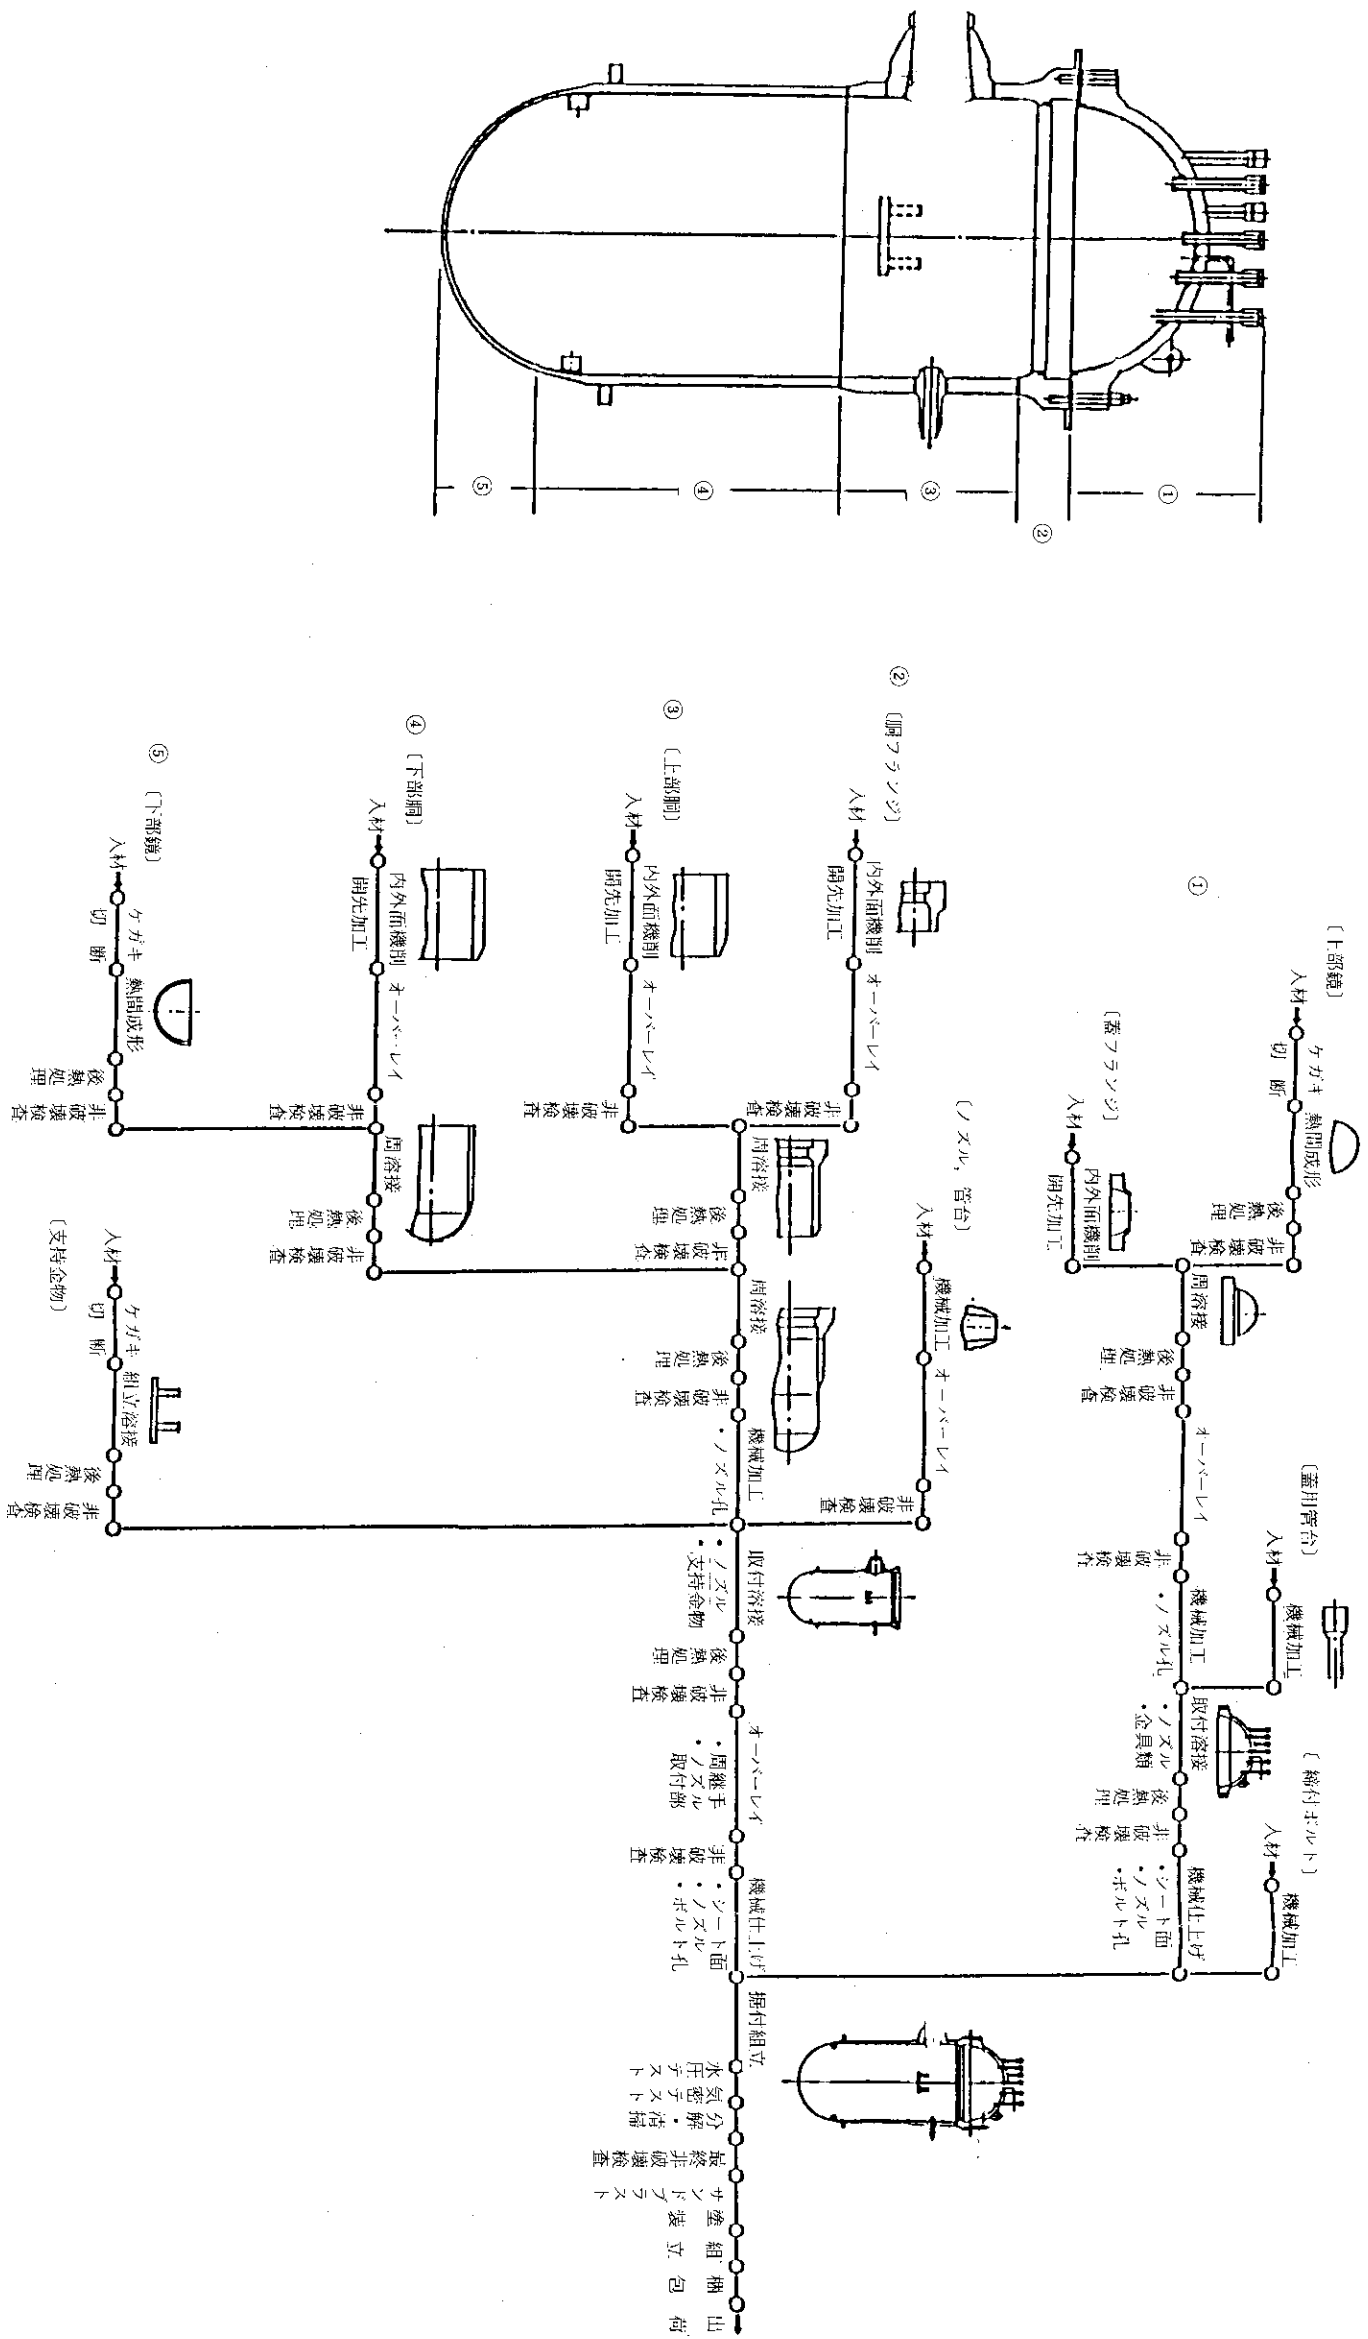 ①
②
③
④
⑤
①
〔上部鏡〕
入材
ケガキ
切断
熱間成形
後熱処理
非破壊検査
〔蓋フランジ〕
入材
内外面機削
開先加工
周溶接
後熱処理
非破壊検査
オーバーレイ
非破壊検査
機械加工
・ノズル孔
〔蓋用管台〕
入材
機械加工
取付溶接
・ノズル
・金具類
後熱処理
非破壊検査
機械仕上げ
・シート面
・ノズル
・ボルト孔
〔締付ボルト〕
入材
機械加工
② 〔胴フランジ〕
入材
内外面機削
開先加工
オーバーレイ
非破壊検査
③ 〔上部胴〕
入材
内外面機削
開先加工
オーバーレイ
非破壊検査
周溶接
後熱処理
非破壊検査
④ 〔下部胴〕
入材
内外面機削
開先加工
オーバーレイ
非破壊検査
⑤ 〔下部鏡〕
入材
ケガキ
切断
熱間成形
後熱処理
非破壊検査
周溶接
後熱処理
非破壊検査
周溶接
後熱処理
非破壊検査
機械加工
・ノズル孔
〔ノズル，管台〕
入材
機械加工
オーバーレイ
非破壊検査
〔支持金物〕
入材
ケガキ
切断
組立溶接
後熱処理
非破壊検査
取付溶接
・ノズル
・支持金物
後熱処理
非破壊検査
オーバーレイ
・周継手
・ノズル
取付部
非破壊検査
機械仕上げ
・シート面
・ノズル
・ボルト孔
据付組立
水圧テスト
気密テスト
分解・清掃
最終非破壊検査
サンドブラスト
塗装
組立
梱包
出荷